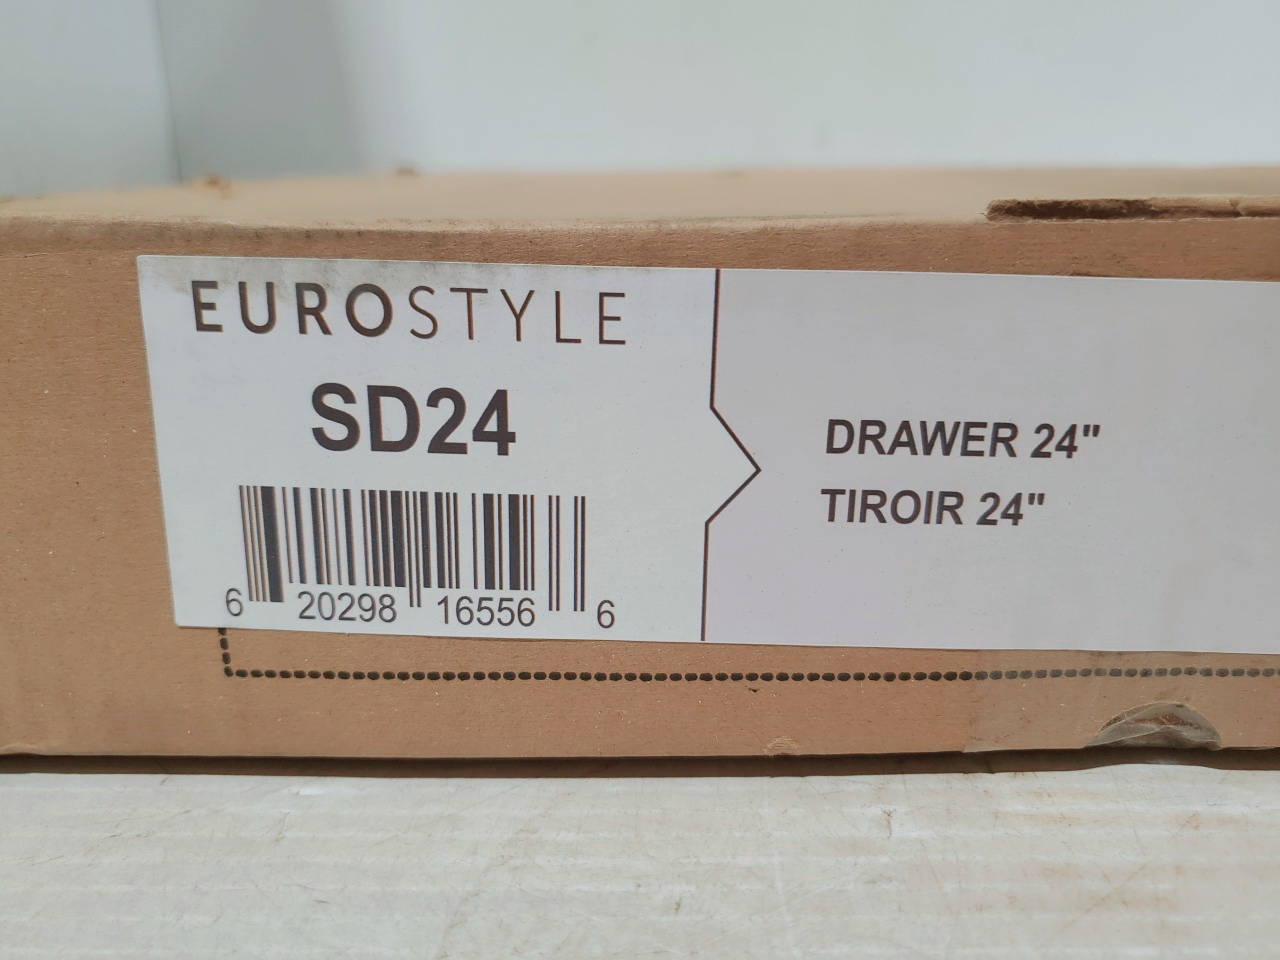 EUROSTYLE
SD24
6 20298 16556 6
DRAWER 24"
TIROIR 24"